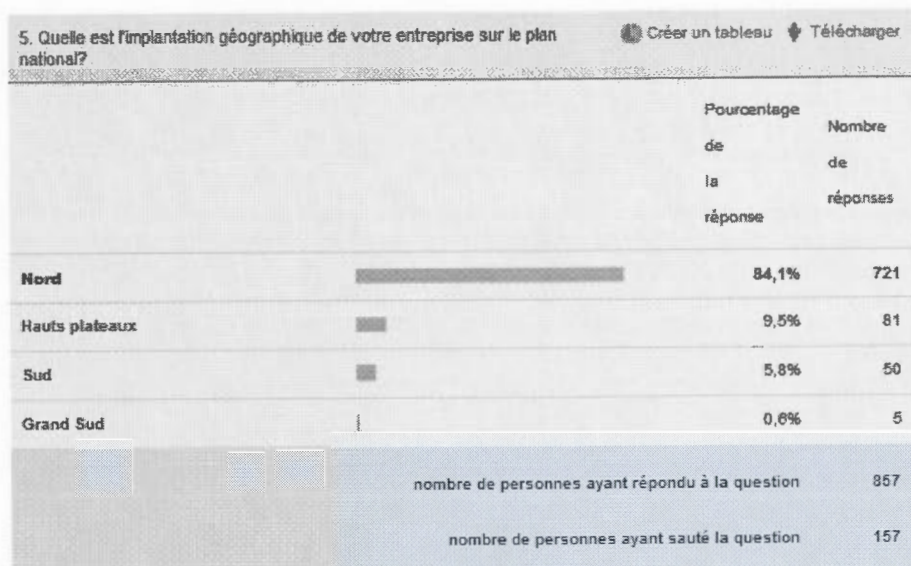 5. Quelle est l'implantation géographique de votre entreprise sur le plan national?
Créer un tableau Télécharger
Pourcentage de la réponse
Nombre de réponses
Nord 84,1% 721
Hauts plateaux 9,5% 81
Sud 5,8% 50
Grand Sud 0,6% 5
nombre de personnes ayant répondu à la question 857
nombre de personnes ayant sauté la question 157